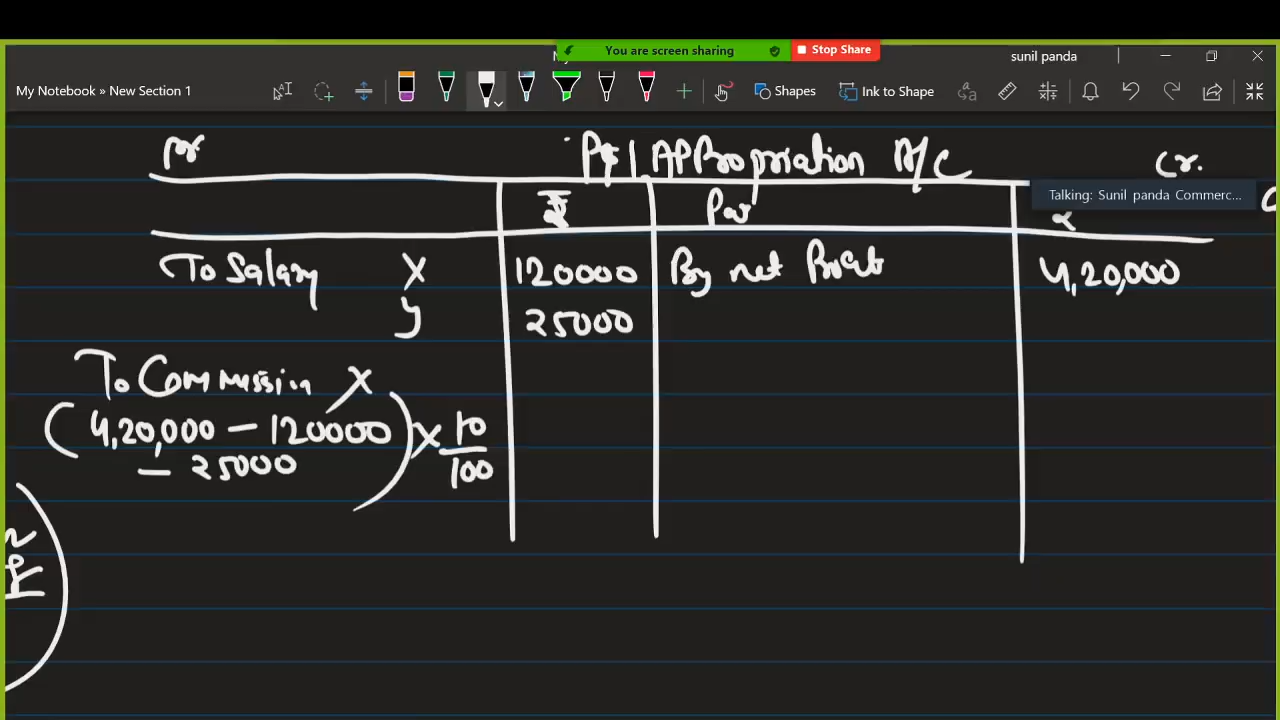 You are screen sharing
Stop Share
sunil panda
My Notebook » New Section 1
Shapes
Ink to Shape
Dr
P&l APPropriation A/C
Cr.
Talking: Sunil panda Commerc...
₹
Par
To Salary X 120000
By net Profit 4,20,000
y 25000
To Commission X
(4,20,000 - 120000
- 25000) X 10/100